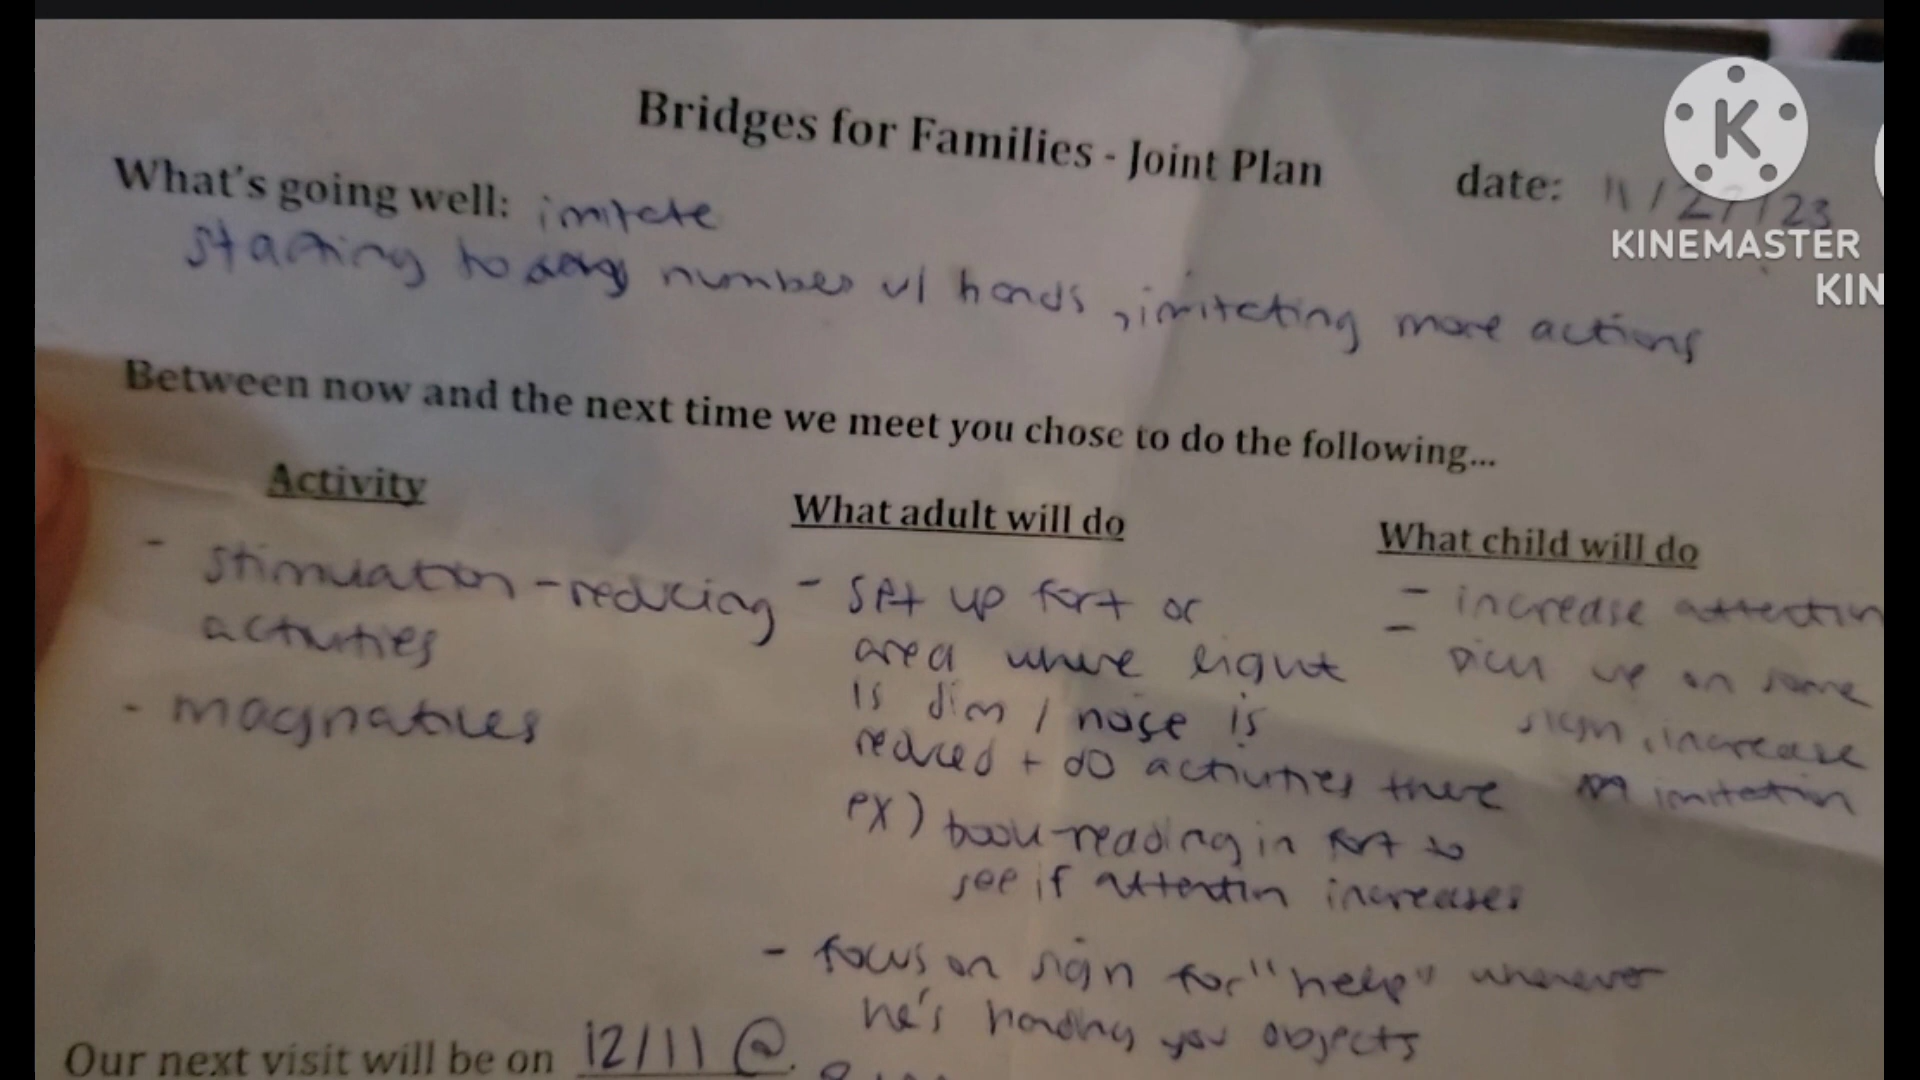 Bridges for Families - Joint Plan
date: 11/27/23
KINEMASTER
KIN
What's going well: imitate
starting to numbers w/ hands, imitating more actions
Between now and the next time we meet you chose to do the following...
Activity
- stimulation-reducing activities
- magnatiles
What adult will do
- set up fort or
area where light
is dim / noise is
reduced + do activities there
ex) book-reading in fort to
see if attention increases
- focus on sign for "help" whenever
he's handing you objects
What child will do
- increase attention
- pick up on some
sign, increase
imitation
Our next visit will be on 12/11 @